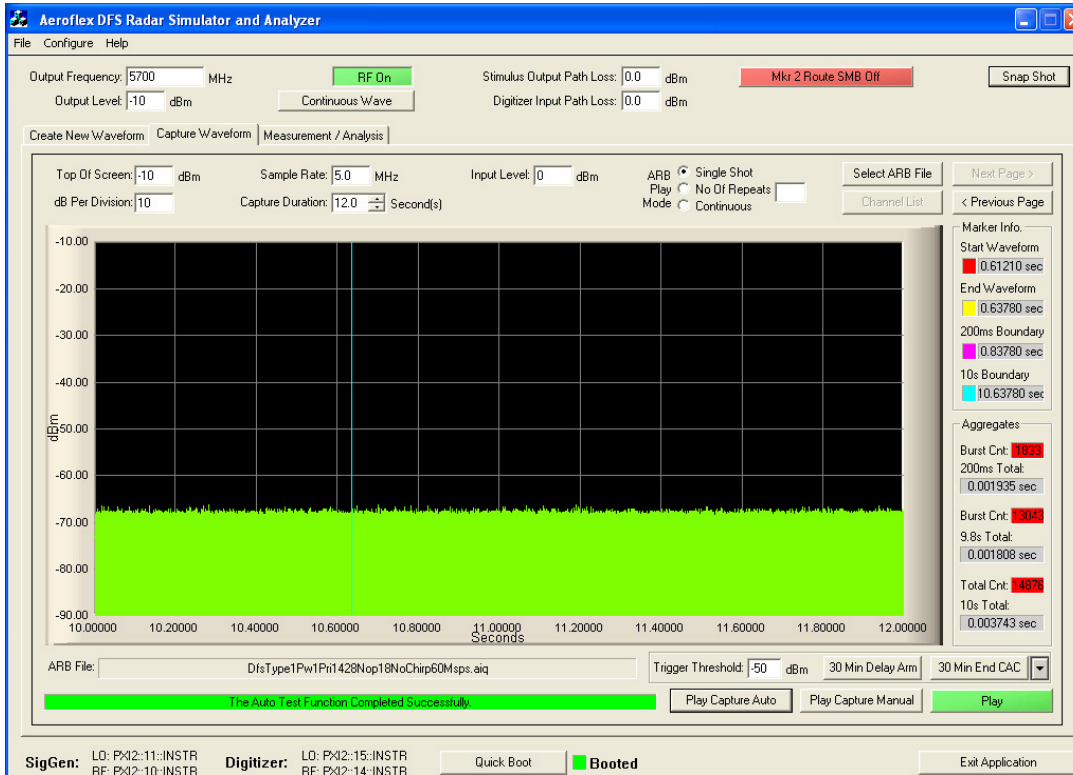 Aeroflex DFS Radar Simulator and Analyzer
File Configure Help
Output Frequency: 5700 MHz RF On Stimulus Output Path Loss: 0.0 dBm Mkr 2 Route SMB Off Snap Shot
Output Level: -10 dBm Continuous Wave Digitizer Input Path Loss: 0.0 dBm
Create New Waveform Capture Waveform Measurement / Analysis
Top Of Screen: -10 dBm Sample Rate: 5.0 MHz Input Level: 0 dBm ARB Single Shot Select ARB File Next Page >
Play No Of Repeats
dB Per Division: 10 Capture Duration: 12.0 Second(s) Mode Continuous Channel List < Previous Page
-10.00
-20.00
-30.00
-40.00
-50.00
-60.00
-70.00
-80.00
-90.00
dBm
10.00000 10.20000 10.40000 10.60000 10.80000 11.00000 11.20000 11.40000 11.60000 11.80000 12.00000
Seconds
Marker Info.
Start Waveform
0.61210 sec
End Waveform
0.63780 sec
200ms Boundary
0.83780 sec
10s Boundary
10.63780 sec
Aggregates
Burst Cnt: 1833
200ms Total:
0.001935 sec
Burst Cnt: 13043
9.8s Total:
0.001808 sec
Total Cnt: 14876
10s Total:
0.003743 sec
ARB File: DfsType1Pw1Pri1428Nop18NoChirp60Msps.aiq Trigger Threshold: -50 dBm 30 Min Delay Arm 30 Min End CAC
The Auto Test Function Completed Successfully. Play Capture Auto Play Capture Manual Play
SigGen: LO: PXI2::11::INSTR Digitizer: LO: PXI2::15::INSTR Quick Boot Booted Exit Application
RF: PXI2::10::INSTR RF: PXI2::14::INSTR